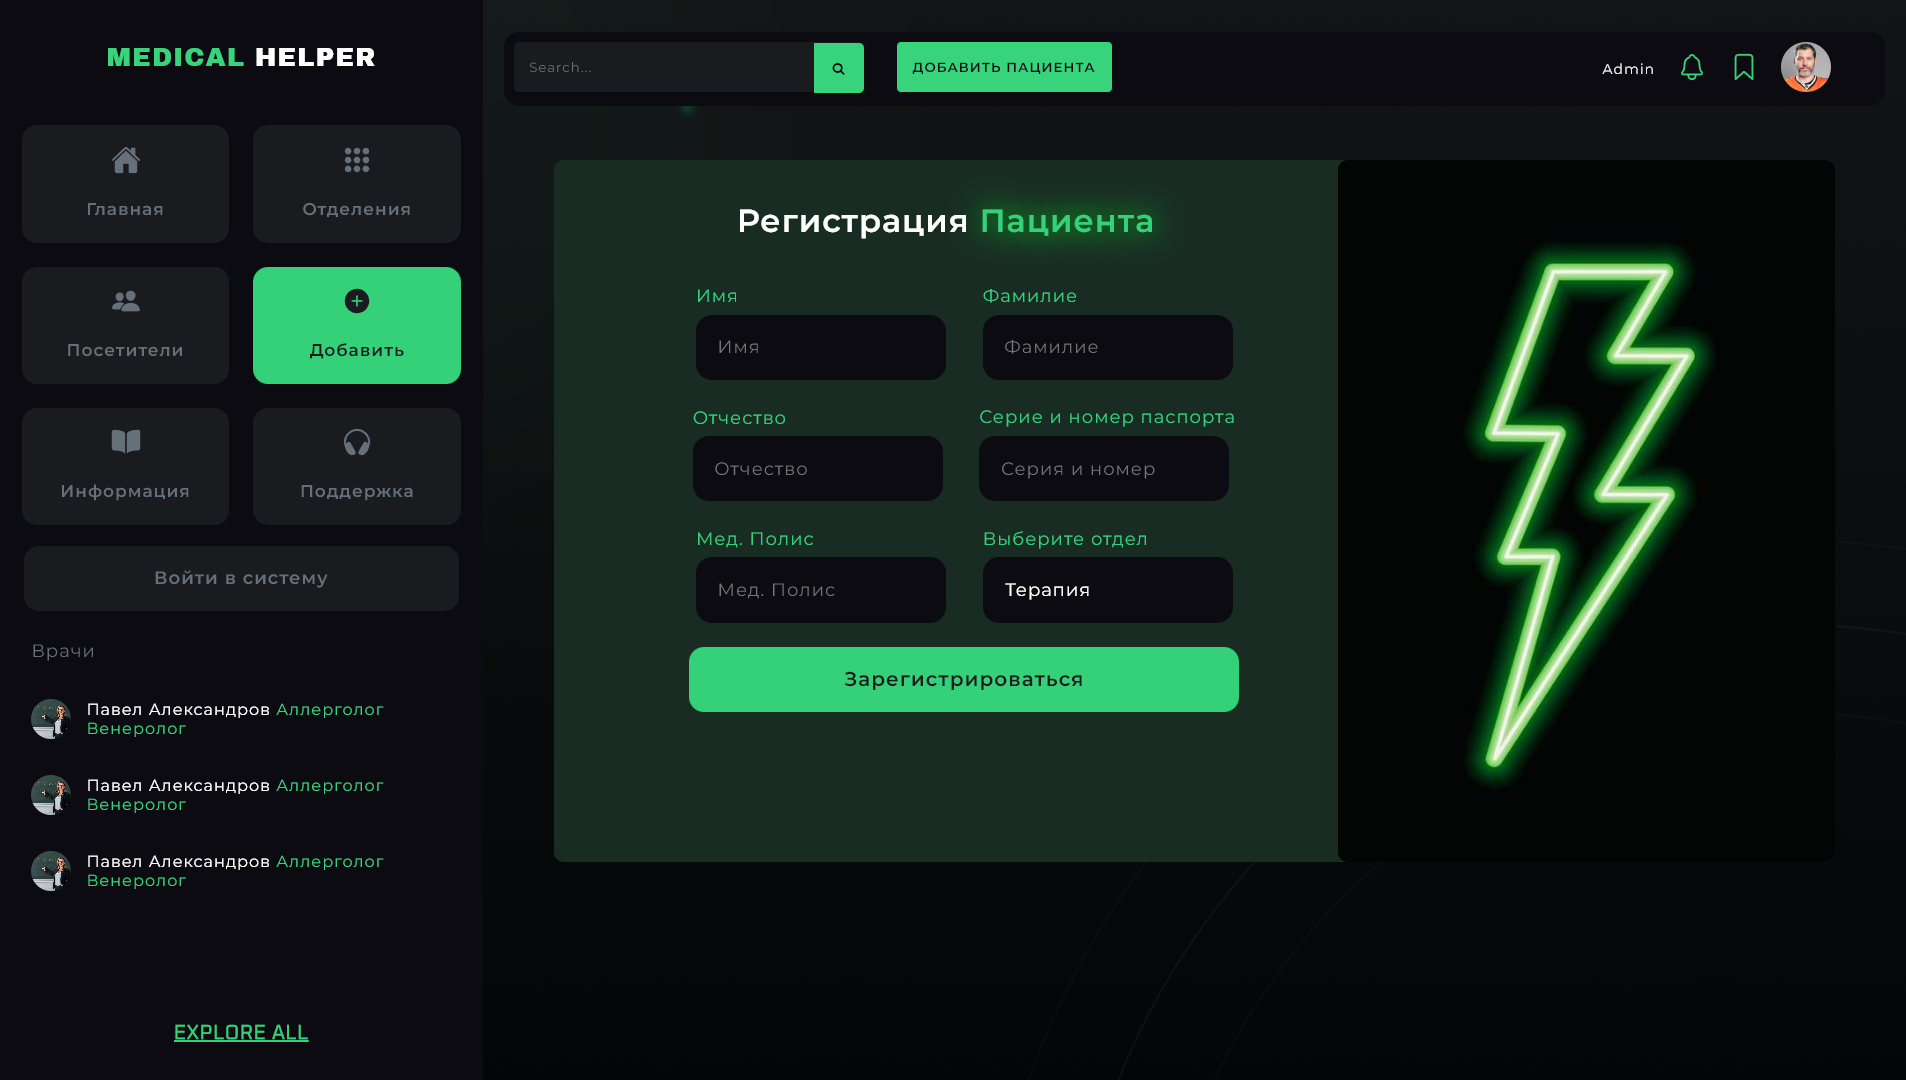 MEDICAL HELPER
Search...
ДОБАВИТЬ ПАЦИЕНТА
Admin
Главная
Отделения
Посетители
Добавить
Информация
Поддержка
Войти в систему
Врачи
Павел Александров Аллерголог
Венеролог
Павел Александров Аллерголог
Венеролог
Павел Александров Аллерголог
Венеролог
EXPLORE ALL
Регистрация Пациента
Имя
Фамилие
Имя
Фамилие
Отчество
Серие и номер паспорта
Отчество
Серия и номер
Мед. Полис
Выберите отдел
Мед. Полис
Терапия
Зарегистрироваться